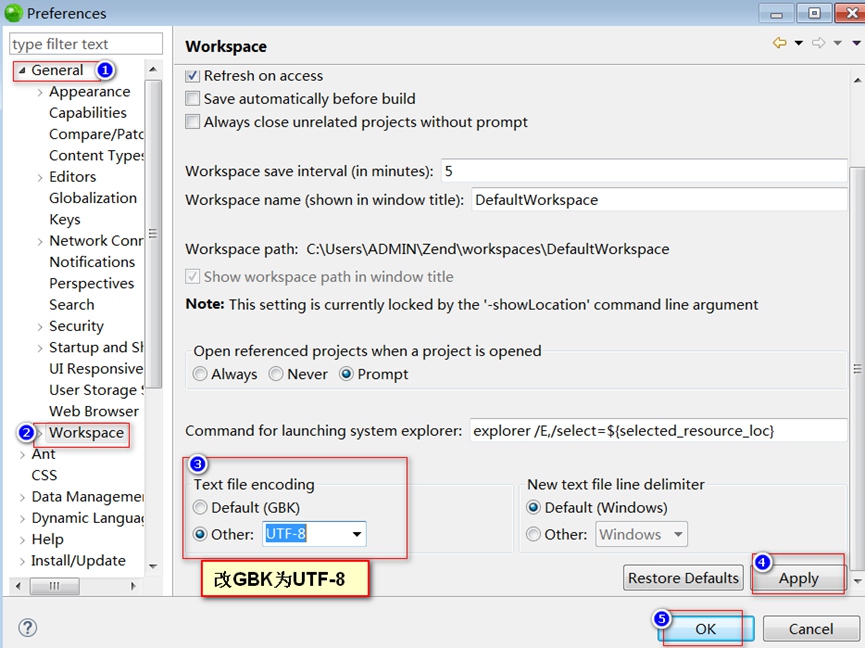 Preferences
type filter text
General 1
Appearance
Capabilities
Compare/Patc
Content Types
Editors
Globalization
Keys
Network Conr
Notifications
Perspectives
Search
Security
Startup and Sh
UI Responsive
User Storage S
Web Browser
2 Workspace
Ant
CSS
Data Managemer
Dynamic Languag
Help
Install/Update
Workspace
Refresh on access
Save automatically before build
Always close unrelated projects without prompt
Workspace save interval (in minutes): 5
Workspace name (shown in window title): DefaultWorkspace
Workspace path: C:\Users\ADMIN\Zend\workspaces\DefaultWorkspace
Show workspace path in window title
Note: This setting is currently locked by the '-showLocation' command line argument
Open referenced projects when a project is opened
Always Never Prompt
Command for launching system explorer: explorer /E,/select=${selected_resource_loc}
3
Text file encoding
Default (GBK)
Other: UTF-8
改GBK为UTF-8
New text file line delimiter
Default (Windows)
Other: Windows
Restore Defaults 4 Apply
5 OK Cancel